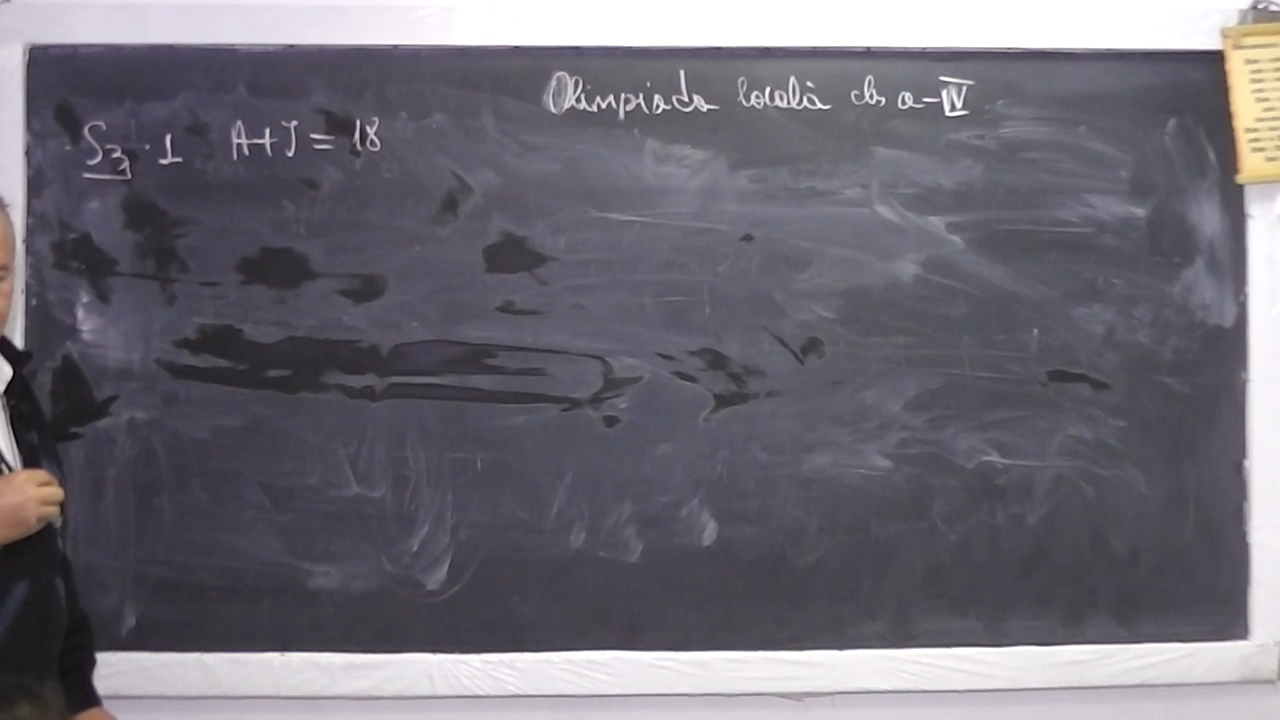 Olimpiada locală cls a-IV
S3. 1 A+J = 18